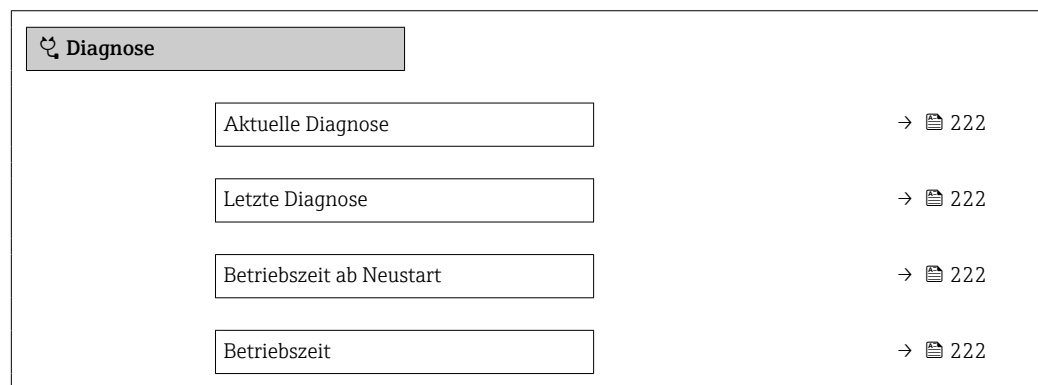 Diagnose
Aktuelle Diagnose → 222
Letzte Diagnose → 222
Betriebszeit ab Neustart → 222
Betriebszeit → 222